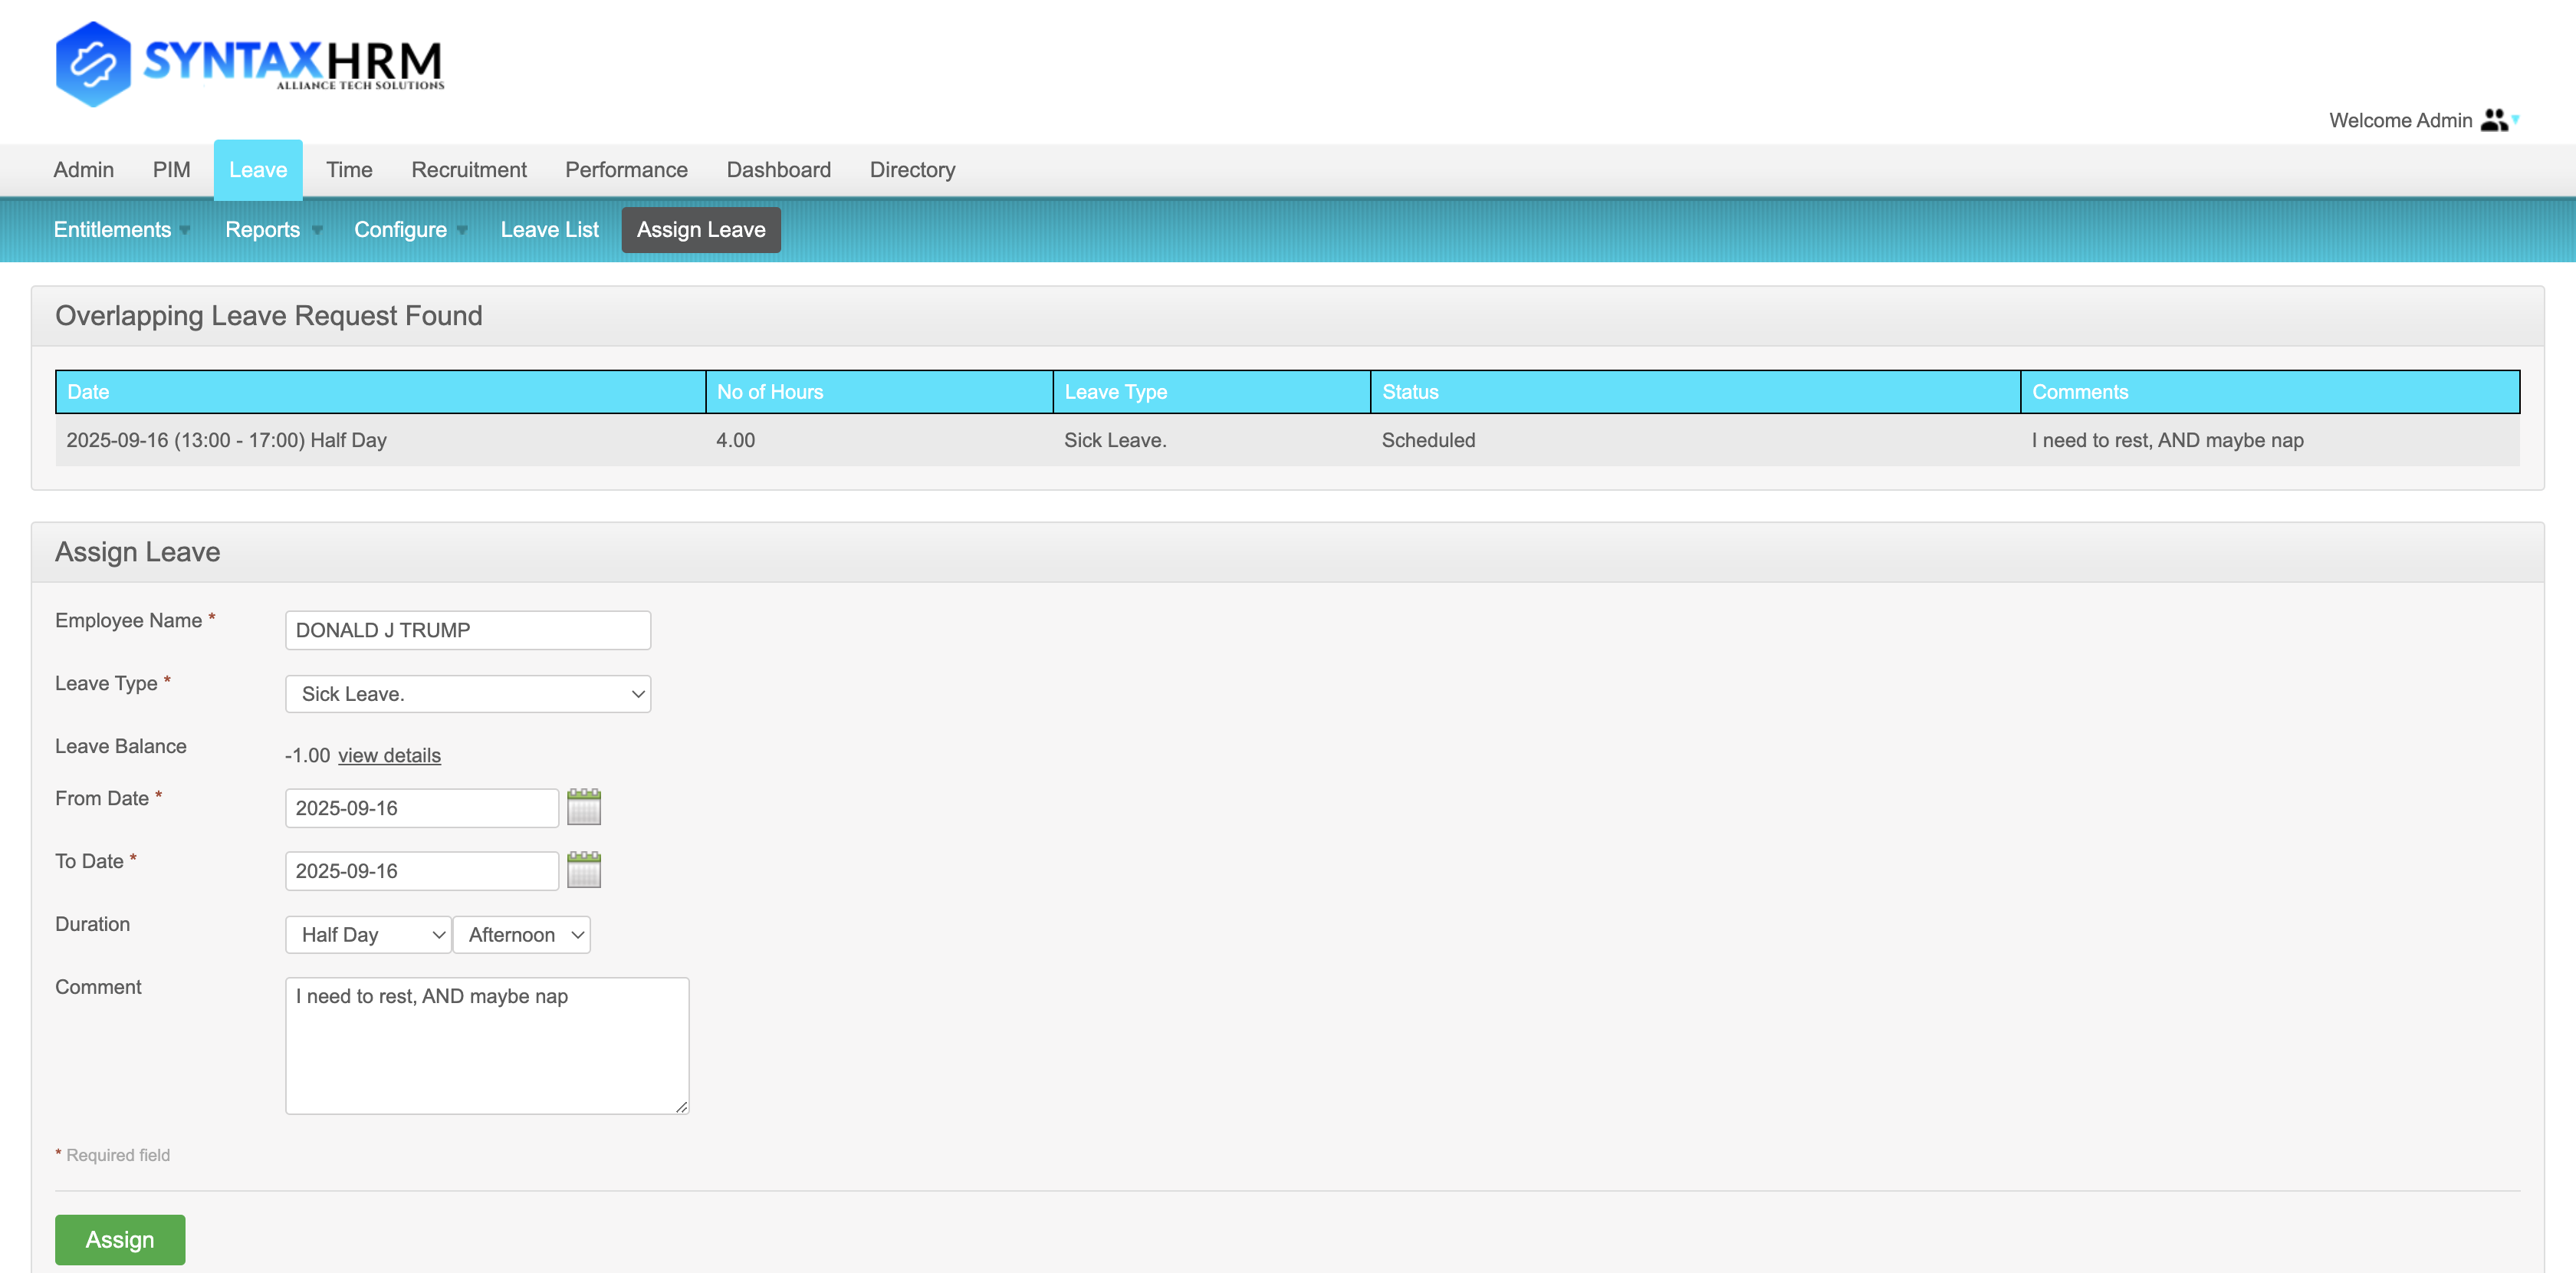 SYNTAXHRM
ALLIANCE TECH SOLUTIONS
Welcome Admin
Admin PIM Leave Time Recruitment Performance Dashboard Directory
Entitlements Reports Configure Leave List Assign Leave
Overlapping Leave Request Found
Date No of Hours Leave Type Status Comments
2025-09-16 (13:00 - 17:00) Half Day 4.00 Sick Leave. Scheduled I need to rest, AND maybe nap
Assign Leave
Employee Name * DONALD J TRUMP
Leave Type * Sick Leave.
Leave Balance -1.00 view details
From Date * 2025-09-16
To Date * 2025-09-16
Duration Half Day Afternoon
Comment I need to rest, AND maybe nap
* Required field
Assign